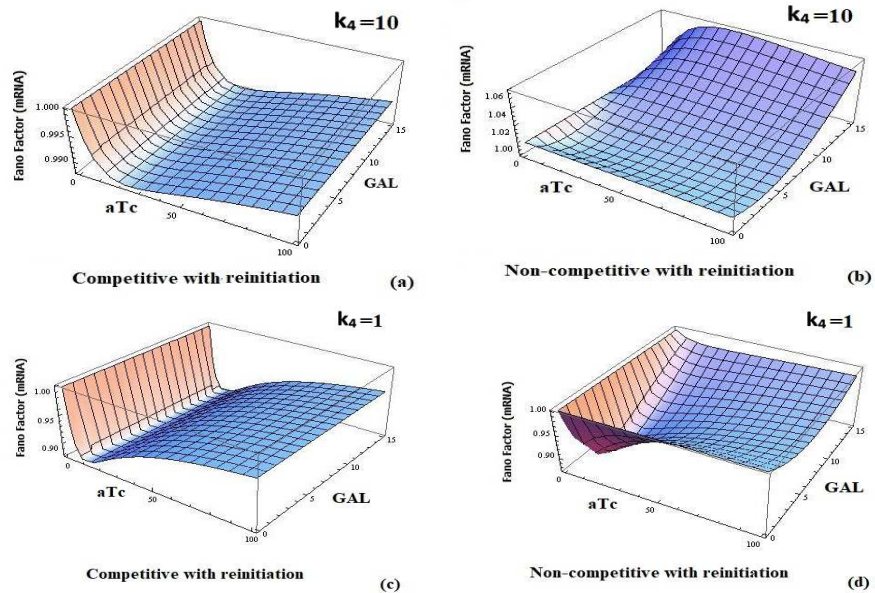 k₄=10
Fano Factor (mRNA)
1.000
0.995
0.990
0
aTc
50
100
0
5
10
15
GAL
Competitive with reinitiation
(a)
k₄=10
Fano Factor (mRNA)
1.06
1.04
1.02
1.00
0
aTc
50
100
0
5
10
15
GAL
Non-competitive with reinitiation
(b)
k₄=1
Fano Factor (mRNA)
1.00
0.95
0.90
0
aTc
50
100
0
5
10
15
GAL
Competitive with reinitiation
(c)
k₄=1
Fano Factor (mRNA)
1.00
0.95
0.90
0
aTc
50
100
0
5
10
15
GAL
Non-competitive with reinitiation
(d)